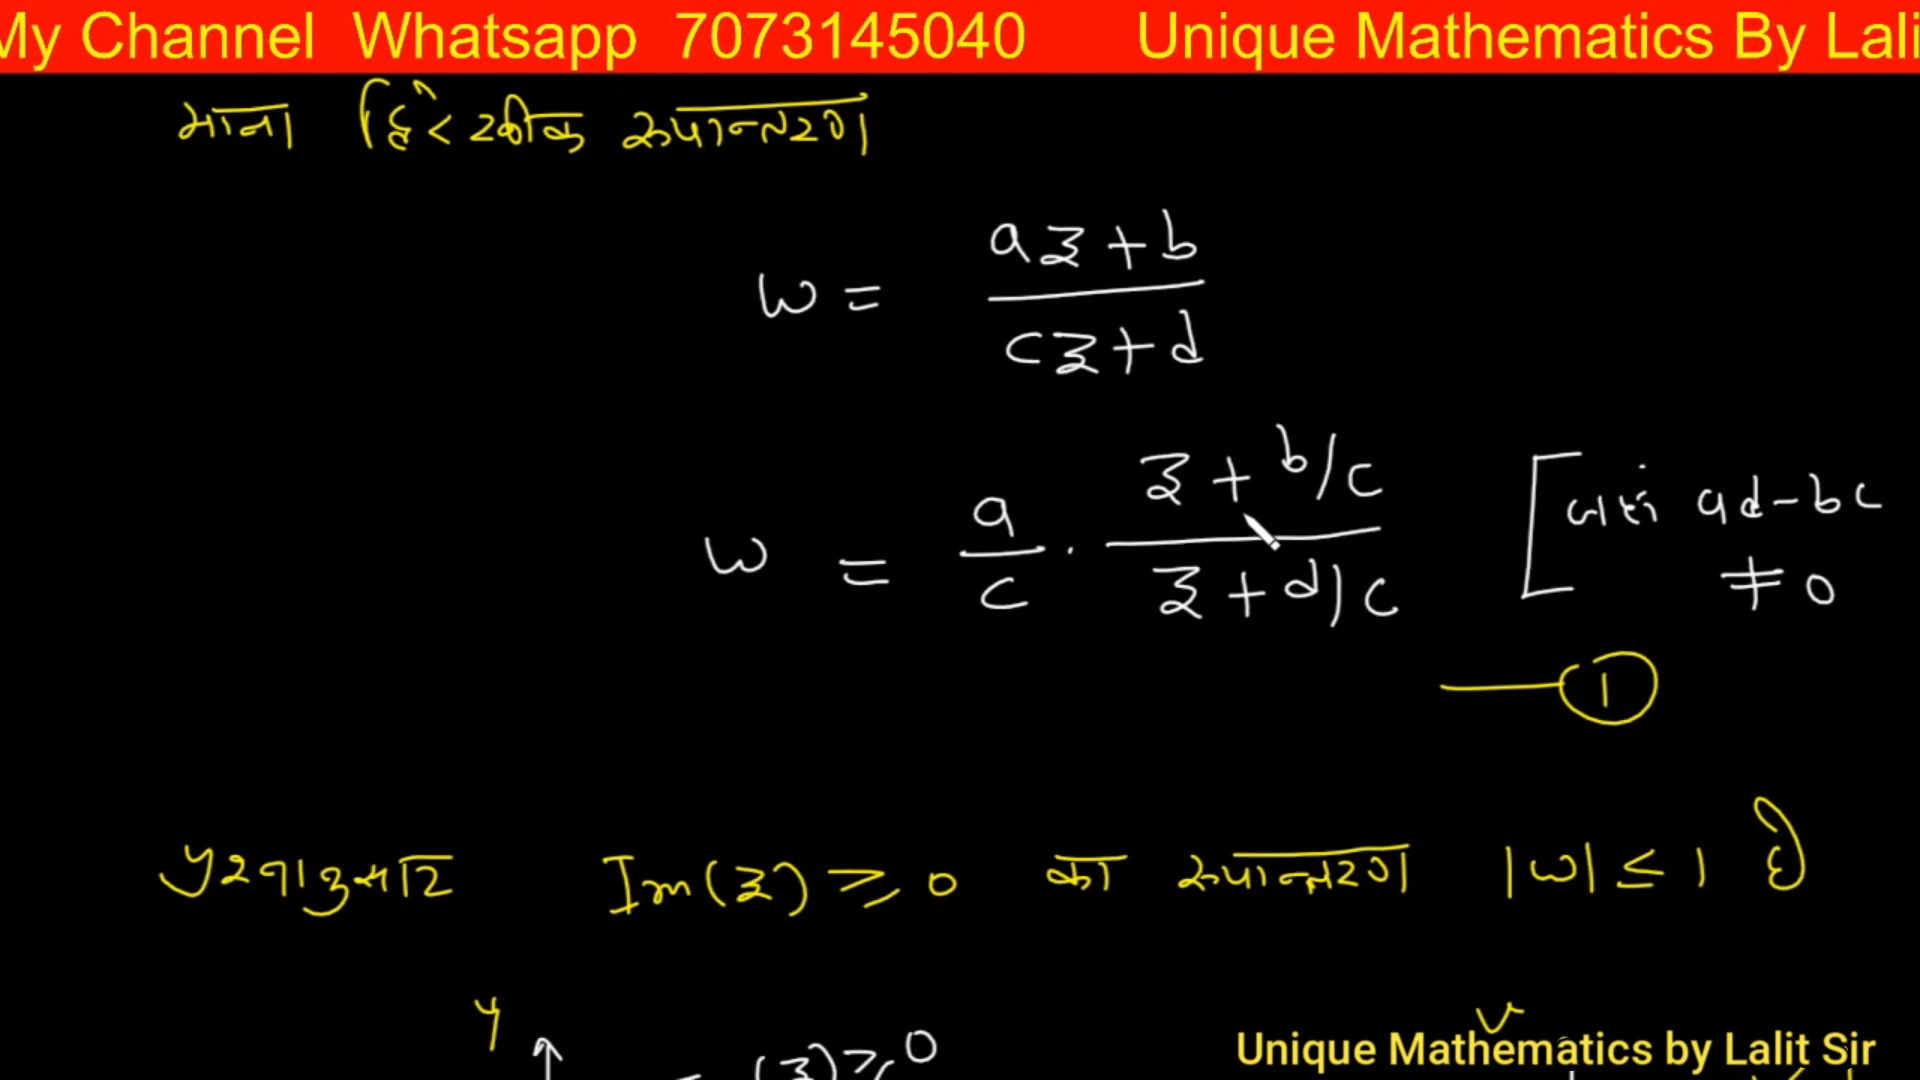 My Channel Whatsapp 7073145040 Unique Mathematics By Lali
माना द्विरैखीक रूपान्तरण
w = az+b / cz+d
w = a/c · z+b/c / z+d/c [जहां ad-bc ≠ 0
—①
प्रश्नानुसार Im(z) ≥ 0 का रूपान्तरण |w| ≤ 1 है
y (z) ≥ 0 v
Unique Mathematics by Lalit Sir